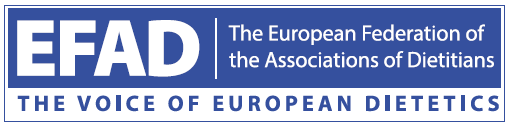 EFAD
The European Federation of
the Associations of Dietitians
THE VOICE OF EUROPEAN DIETETICS